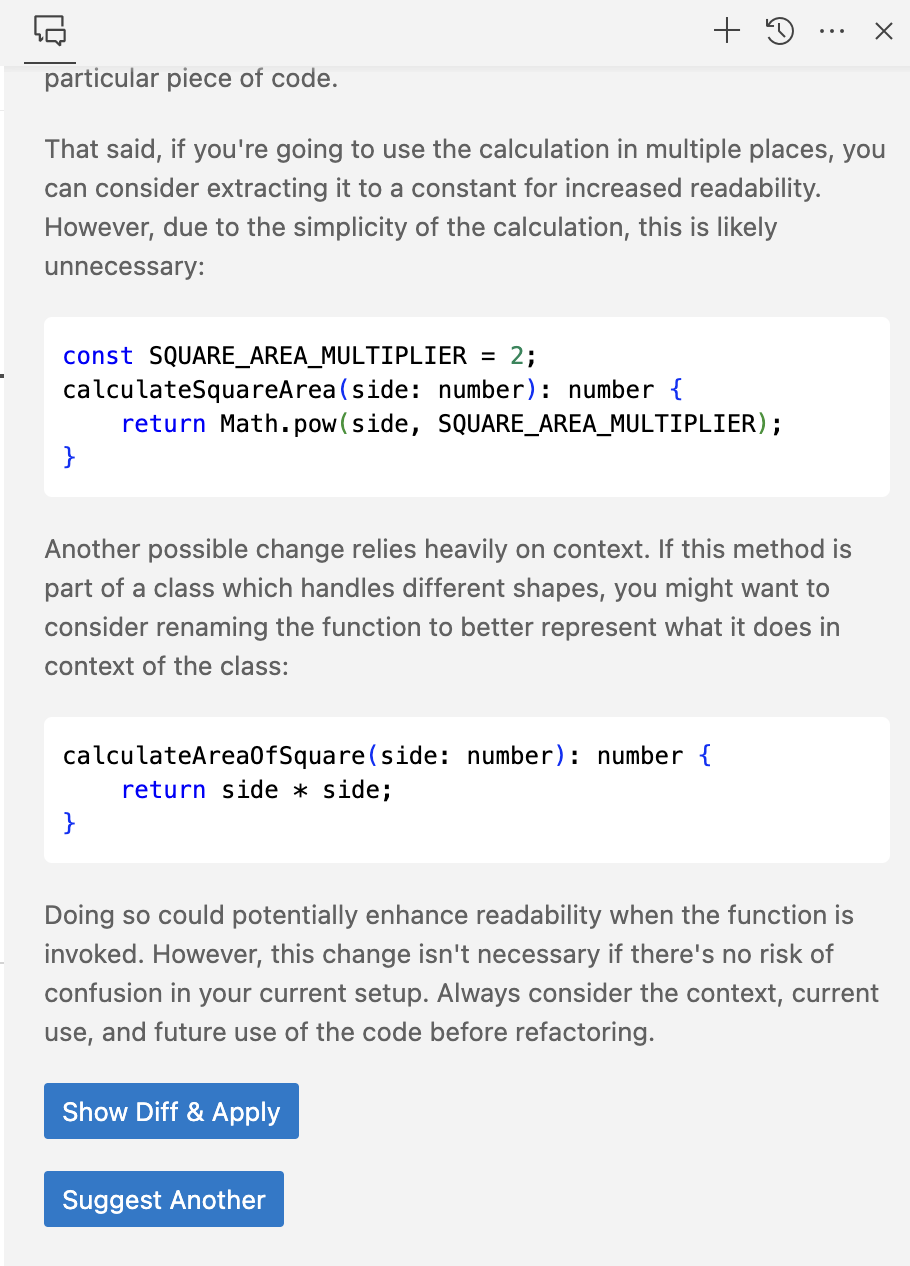 particular piece of code.
That said, if you're going to use the calculation in multiple places, you
can consider extracting it to a constant for increased readability.
However, due to the simplicity of the calculation, this is likely
unnecessary:
const SQUARE_AREA_MULTIPLIER = 2;
calculateSquareArea(side: number): number {
    return Math.pow(side, SQUARE_AREA_MULTIPLIER);
}
Another possible change relies heavily on context. If this method is
part of a class which handles different shapes, you might want to
consider renaming the function to better represent what it does in
context of the class:
calculateAreaOfSquare(side: number): number {
    return side * side;
}
Doing so could potentially enhance readability when the function is
invoked. However, this change isn't necessary if there's no risk of
confusion in your current setup. Always consider the context, current
use, and future use of the code before refactoring.
Show Diff & Apply
Suggest Another